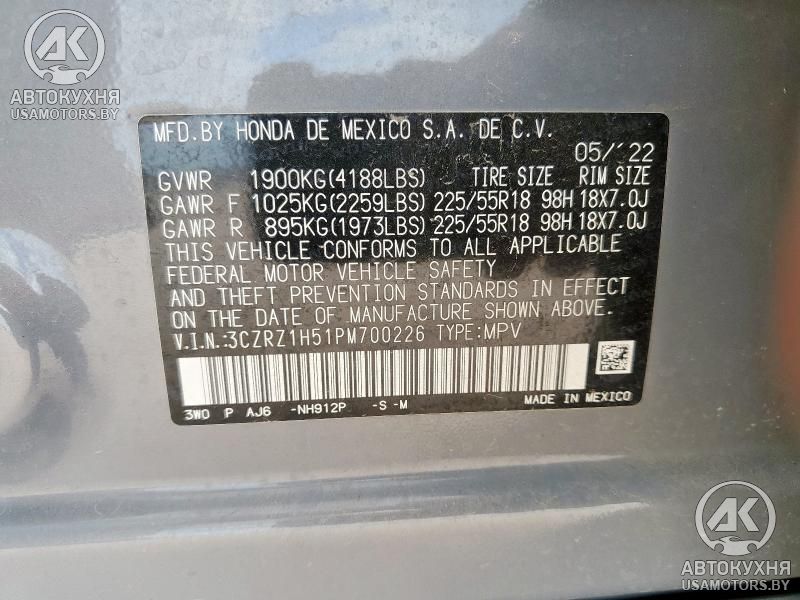 AK
АВТОКУХНЯ
USAMOTORS.BY
MFD.BY HONDA DE MEXICO S.A. DE C.V.
05/'22
GVWR 1900KG(4188LBS) TIRE SIZE RIM SIZE
GAWR F 1025KG(2259LBS) 225/55R18 98H 18X7.0J
GAWR R 895KG(1973LBS) 225/55R18 98H 18X7.0J
THIS VEHICLE CONFORMS TO ALL APPLICABLE
FEDERAL MOTOR VEHICLE SAFETY
AND THEFT PREVENTION STANDARDS IN EFFECT
ON THE DATE OF MANUFACTURE SHOWN ABOVE.
V.I.N.:3CZRZ1H51PM700226 TYPE:MPV
3W0 P AJ6 -NH912P -S -M MADE IN MEXICO
AK
АВТОКУХНЯ
USAMOTORS.BY